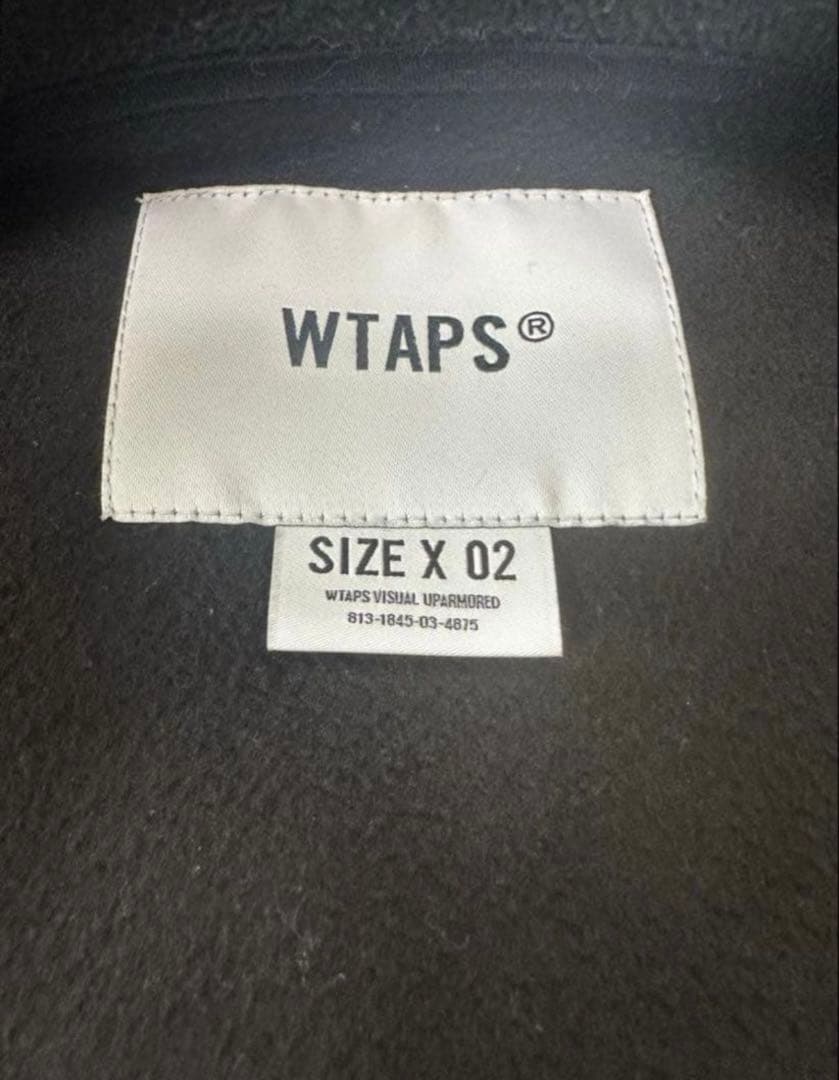 WTAPS®
SIZE X 02
WTAPS VISUAL UPARMORED
813-1845-03-4875